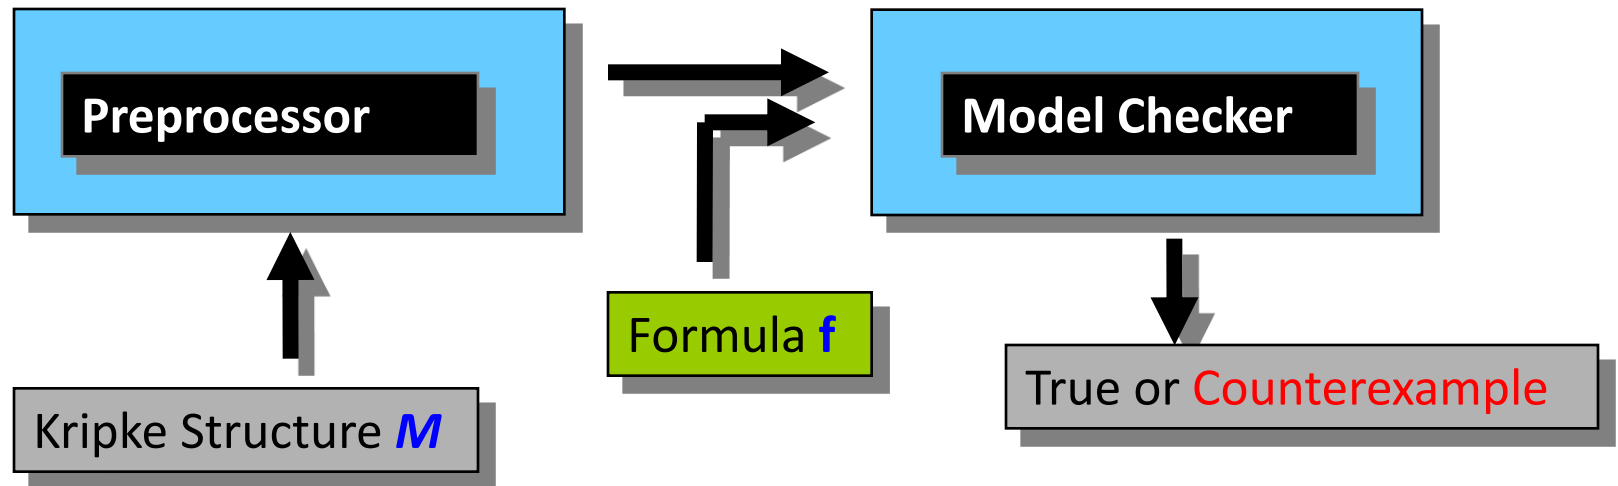 Preprocessor
Model Checker
Formula f
True or Counterexample
Kripke Structure M